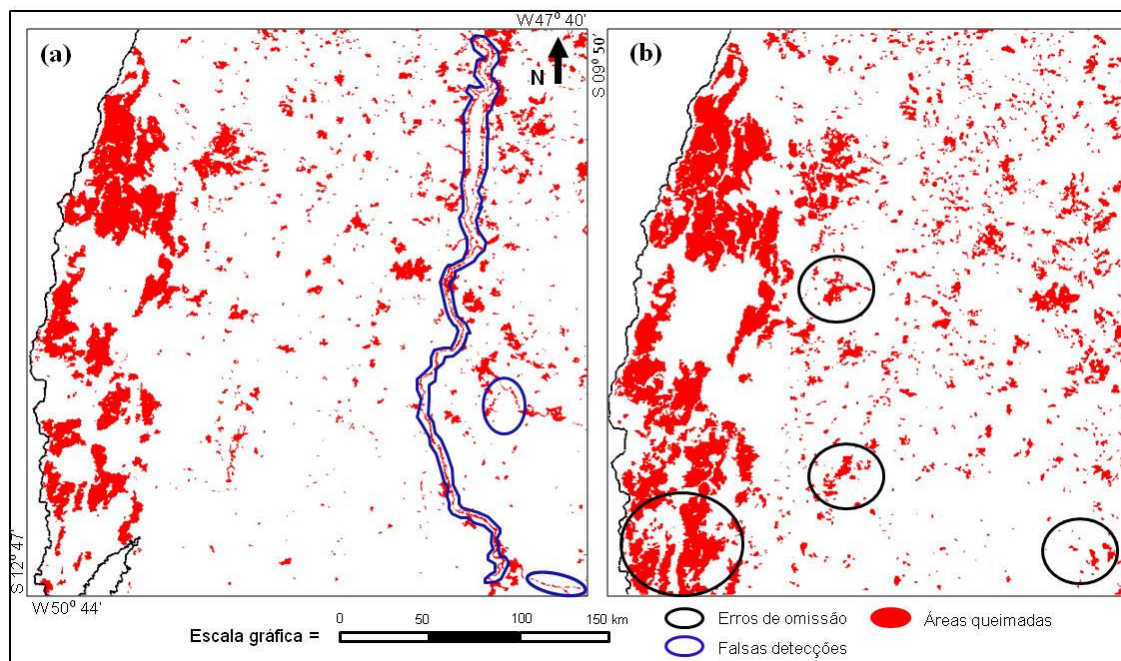 W47º 40'
(a)
N
S 09º 50'
(b)
S 12º 47'
W50º 44'
Escala gráfica =
0 50 100 150 km
Erros de omissão
Áreas queimadas
Falsas detecções